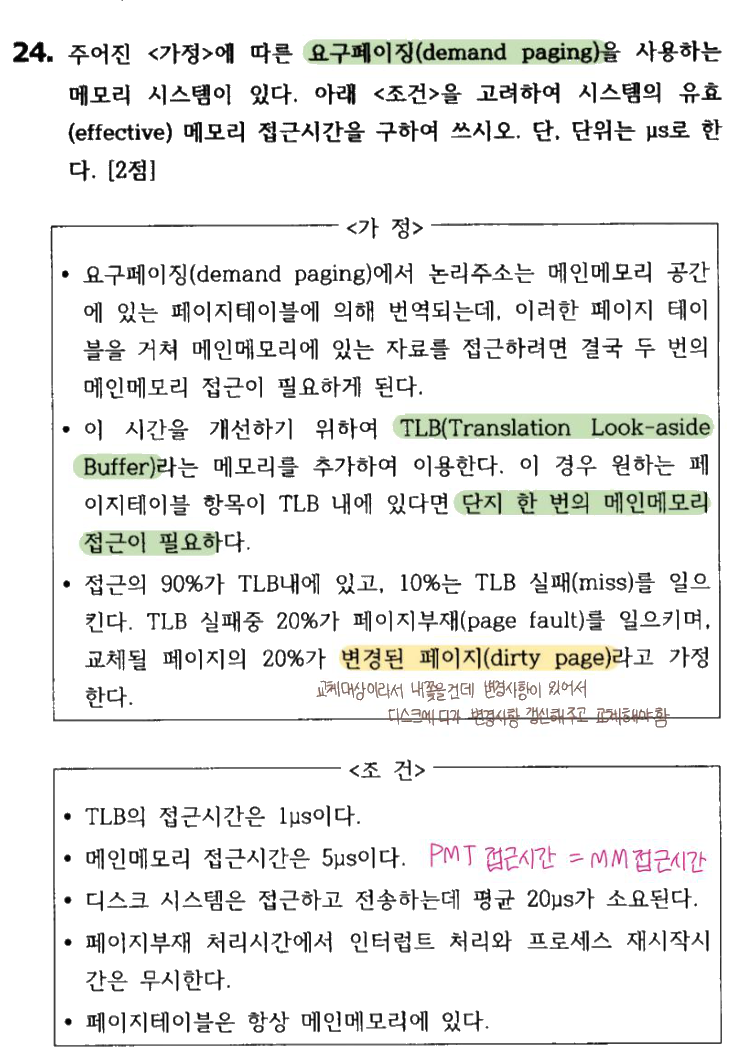 24. 주어진 <가정>에 따른 요구페이징(demand paging)을 사용하는
메모리 시스템이 있다. 아래 <조건>을 고려하여 시스템의 유효
(effective) 메모리 접근시간을 구하여 쓰시오. 단, 단위는 μs로 한
다. [2점]
<가 정>
• 요구페이징(demand paging)에서 논리주소는 메인메모리 공간
에 있는 페이지테이블에 의해 번역되는데, 이러한 페이지 테이
블을 거쳐 메인메모리에 있는 자료를 접근하려면 결국 두 번의
메인메모리 접근이 필요하게 된다.
• 이 시간을 개선하기 위하여 TLB(Translation Look-aside
Buffer)라는 메모리를 추가하여 이용한다. 이 경우 원하는 페
이지테이블 항목이 TLB 내에 있다면 단지 한 번의 메인메모리
접근이 필요하다.
• 접근의 90%가 TLB내에 있고, 10%는 TLB 실패(miss)를 일으
킨다. TLB 실패중 20%가 페이지부재(page fault)를 일으키며,
교체될 페이지의 20%가 변경된 페이지(dirty page)라고 가정
한다.
교체대상이라서 내쫓을건데 변경사항이 있어서
디스크에다가 변경사항 갱신해주고 교체해야함
<조 건>
• TLB의 접근시간은 1μs이다.
• 메인메모리 접근시간은 5μs이다. PMT 접근시간 = MM 접근시간
• 디스크 시스템은 접근하고 전송하는데 평균 20μs가 소요된다.
• 페이지부재 처리시간에서 인터럽트 처리와 프로세스 재시작시
간은 무시한다.
• 페이지테이블은 항상 메인메모리에 있다.